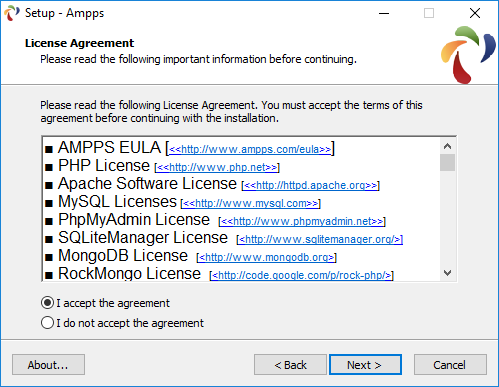 Setup - Ampps
License Agreement
Please read the following important information before continuing.
Please read the following License Agreement. You must accept the terms of this
agreement before continuing with the installation.
■ AMPPS EULA [<<http://www.ampps.com/eula>>]
■ PHP License [<<http://www.php.net>>]
■ Apache Software License [<<http://httpd.apache.org>>]
■ MySQL Licenses [<<http://www.mysql.com>>]
■ PhpMyAdmin License [<<http://www.phpmyadmin.net>>]
■ SQLiteManager License [<<http://www.sqlitemanager.org/>]
■ MongoDB License [<<http://www.mongodb.org]
■ RockMongo License [<<http://code.google.com/p/rock-php/>]
I accept the agreement
I do not accept the agreement
About...
< Back
Next >
Cancel